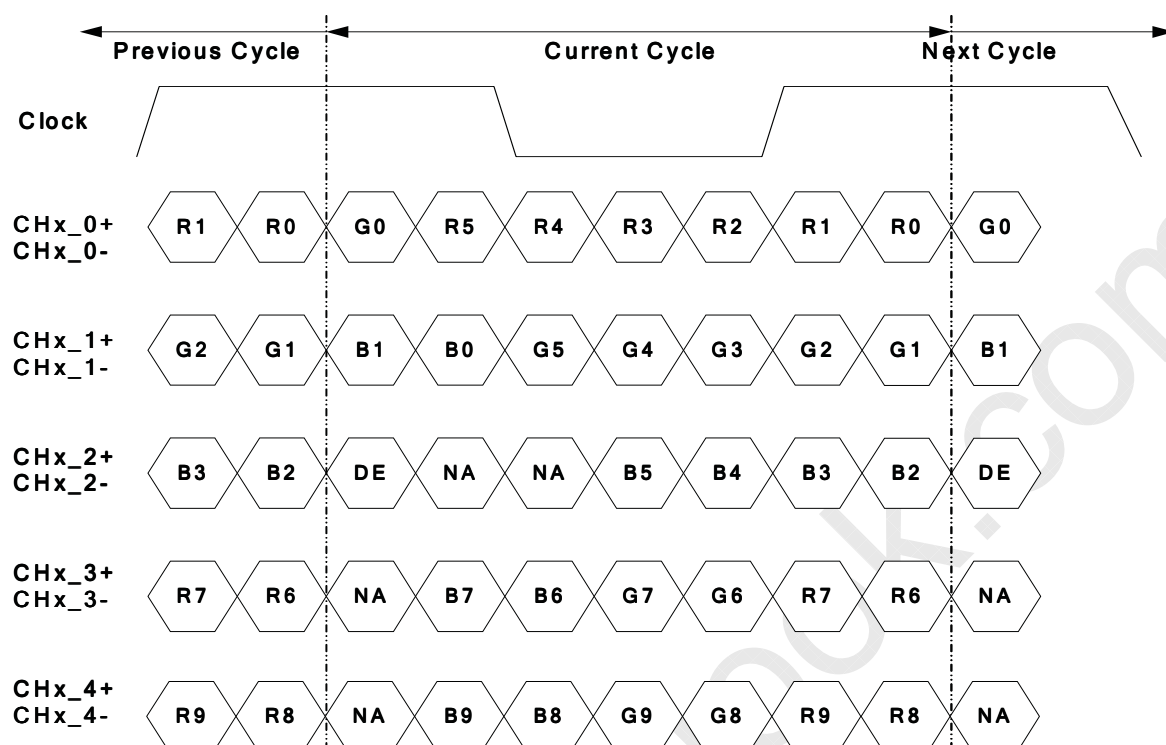 Previous Cycle Current Cycle Next Cycle
Clock
CHx_0+ R1 R0 G0 R5 R4 R3 R2 R1 R0 G0
CHx_0-
CHx_1+ G2 G1 B1 B0 G5 G4 G3 G2 G1 B1
CHx_1-
CHx_2+ B3 B2 DE NA NA B5 B4 B3 B2 DE
CHx_2-
CHx_3+ R7 R6 NA B7 B6 G7 G6 R7 R6 NA
CHx_3-
CHx_4+ R9 R8 NA B9 B8 G9 G8 R9 R8 NA
CHx_4-
ook.com